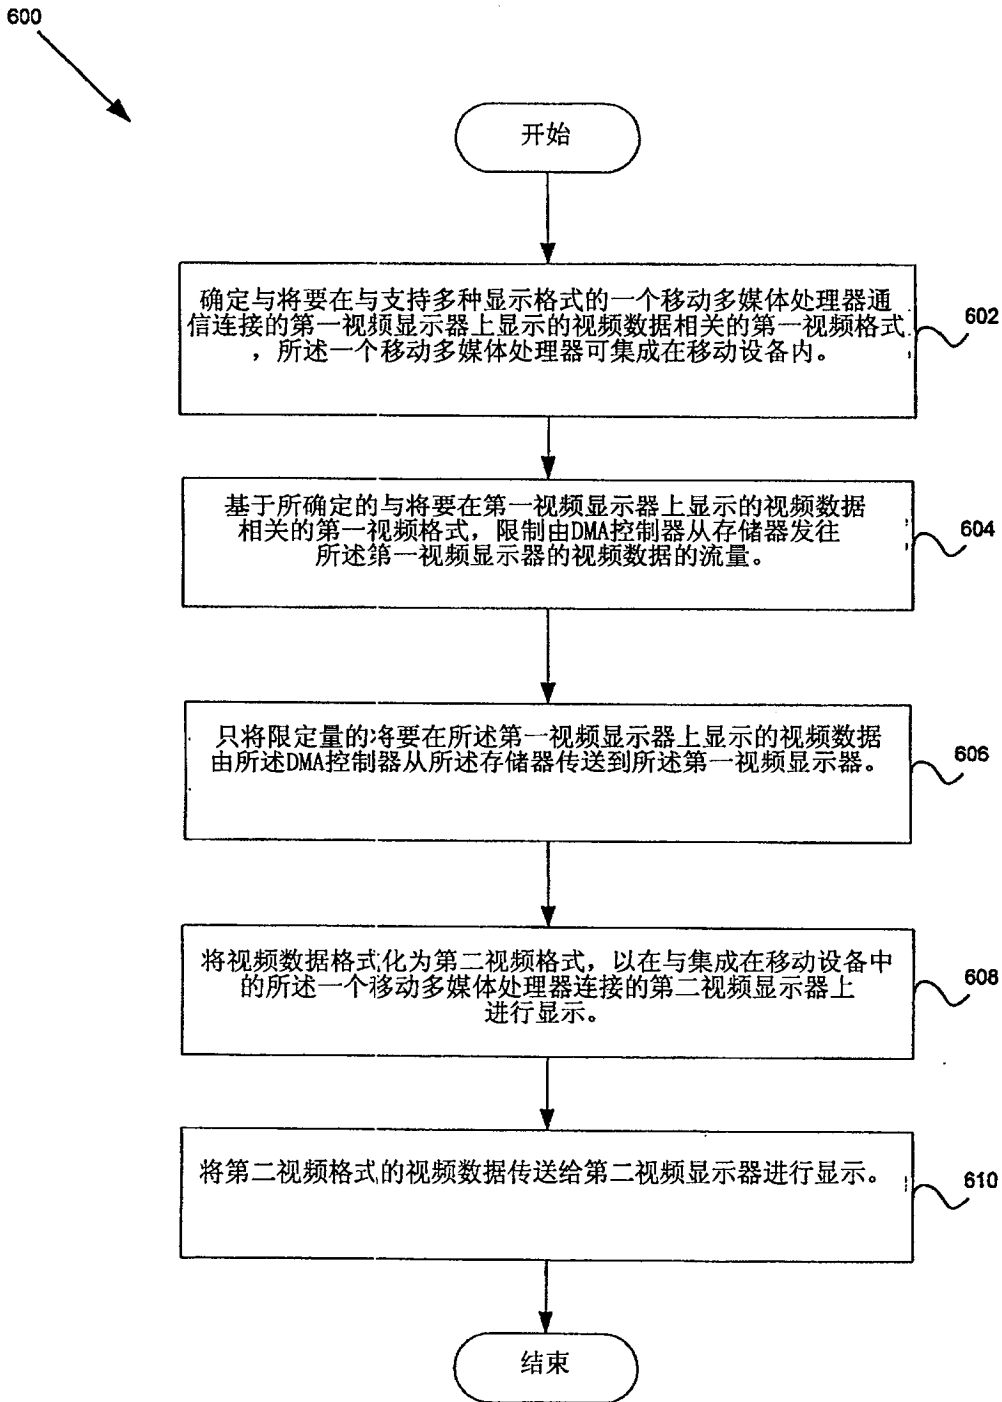 600
开始
确定与将要在与支持多种显示格式的一个移动多媒体处理器通
信连接的第一视频显示器上显示的视频数据相关的第一视频格式
，所述一个移动多媒体处理器可集成在移动设备内。
602
基于所确定的与将要在第一视频显示器上显示的视频数据
相关的第一视频格式，限制由DMA控制器从存储器发往
所述第一视频显示器的视频数据的流量。
604
只将限定量的将要在所述第一视频显示器上显示的视频数据
由所述DMA控制器从所述存储器传送到所述第一视频显示器。
606
将视频数据格式化为第二视频格式，以在与集成在移动设备中
的所述一个移动多媒体处理器连接的第二视频显示器上
进行显示。
608
将第二视频格式的视频数据传送给第二视频显示器进行显示。
610
结束